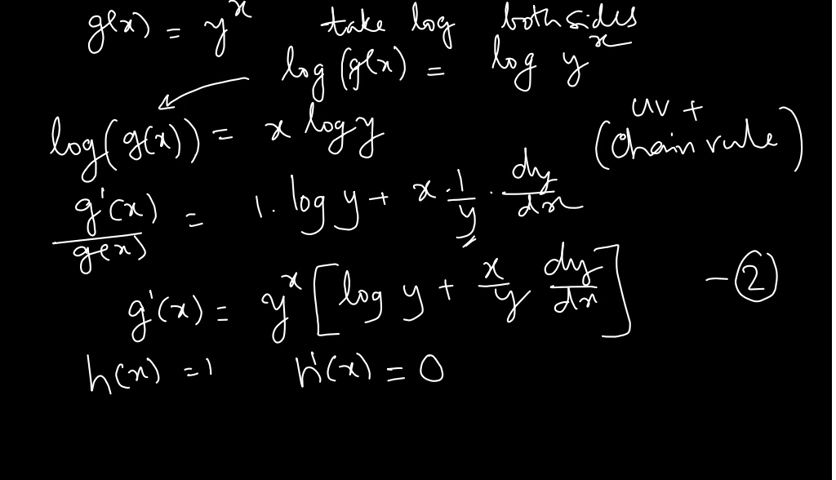 g(x) = y^x take log both sides
log(g(x) = log y^x
log(g(x)) = x log y
uv +
(chain rule)
g'(x)/g(x) = 1. log y + x . 1/y . dy/dx
g'(x) = y^x [log y + x/y dy/dx] - ②
h(x) = 1 h'(x) = 0